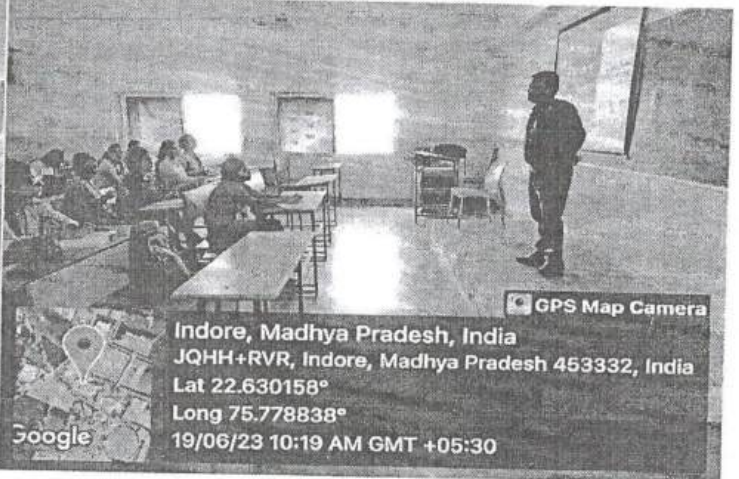 GPS Map Camera
Indore, Madhya Pradesh, India
JQHH+RVR, Indore, Madhya Pradesh 453332, India
Lat 22.630158°
Long 75.778838°
Google
19/06/23 10:19 AM GMT +05:30